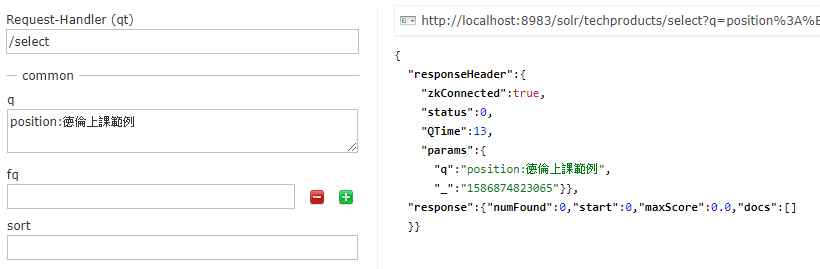 Request-Handler (qt)
/select
common
q
position:德倫上課範例
fq
sort
http://localhost:8983/solr/techproducts/select?q=position%3A%E
{
"responseHeader":{
"zkConnected":true,
"status":0,
"QTime":13,
"params":{
"q":"position:德倫上課範例",
"_":"1586874823065"}},
"response":{"numFound":0,"start":0,"maxScore":0.0,"docs":[]
}}